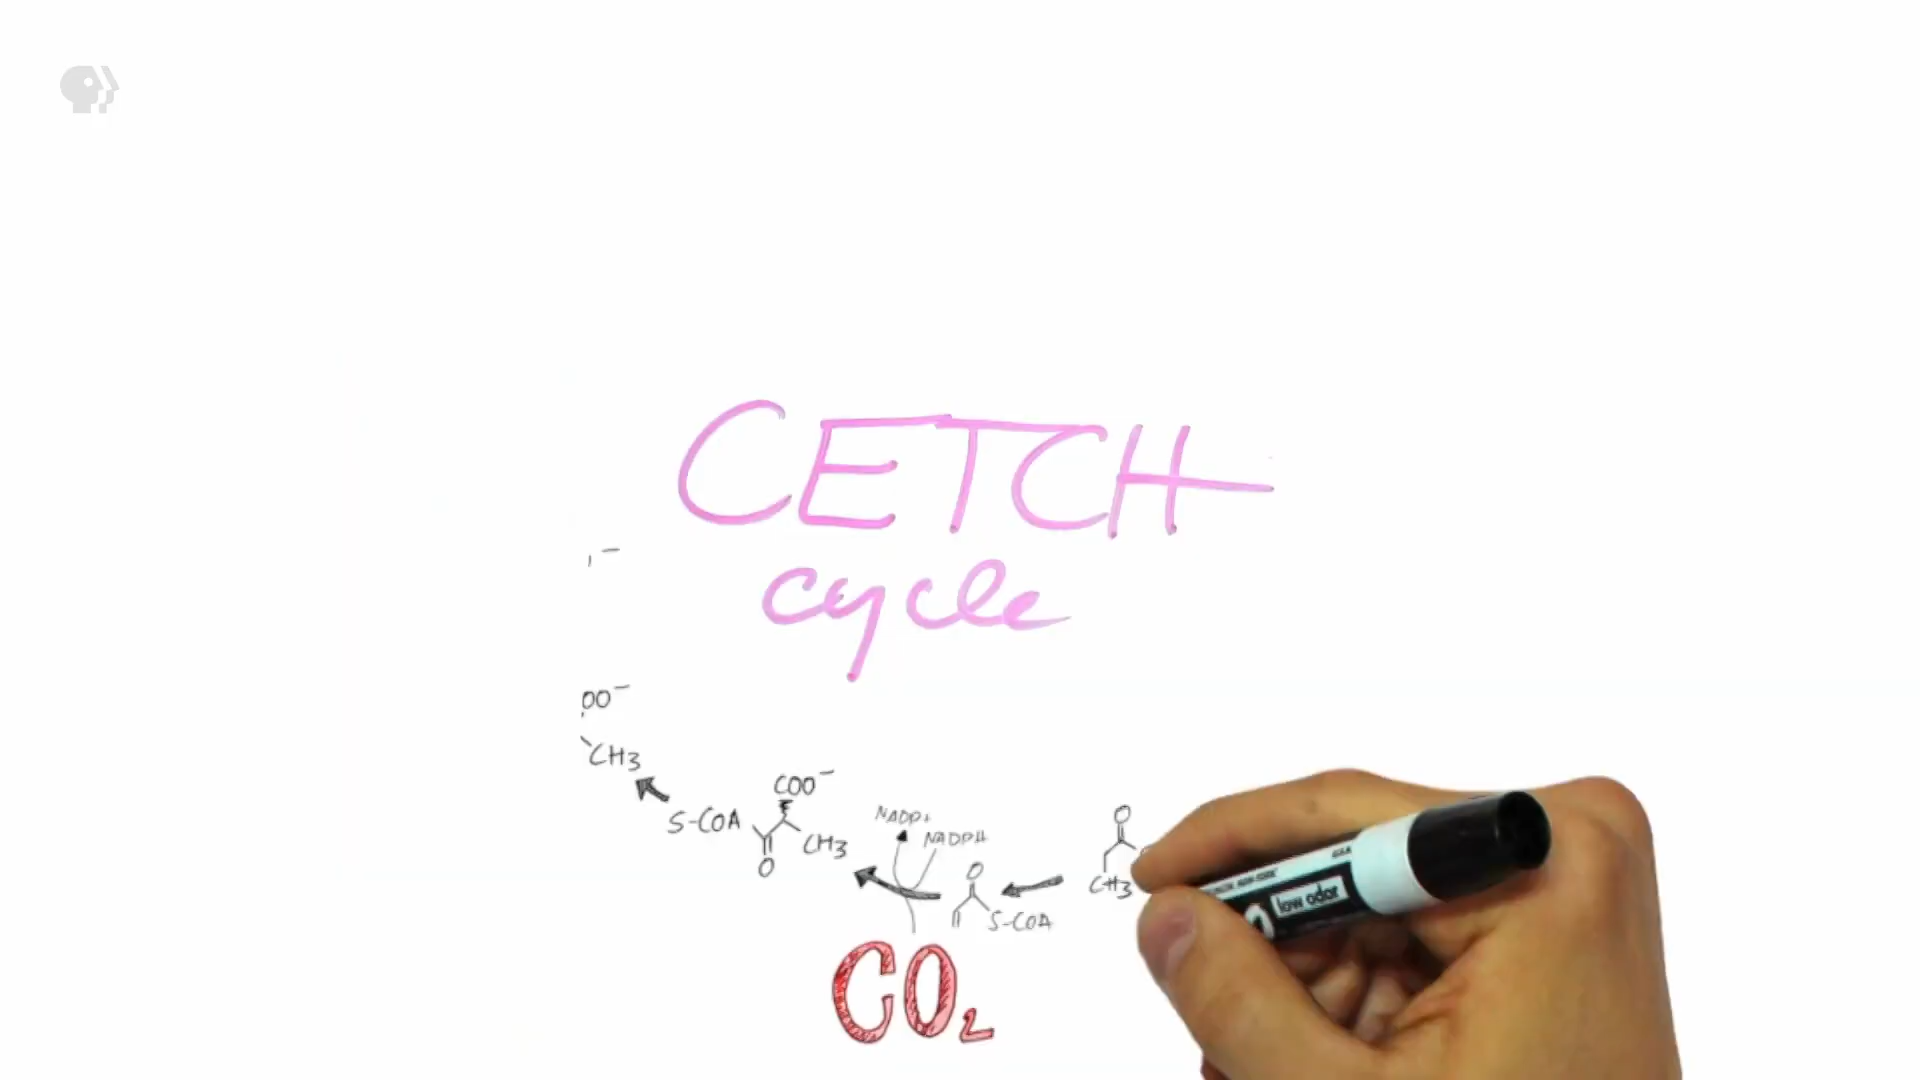 CETCH
cycle
OO⁻
CH3
COO⁻
S-COA
CH3
O
NADP+
NADPH
O
S-COA
O
CH3
CO₂
low odor